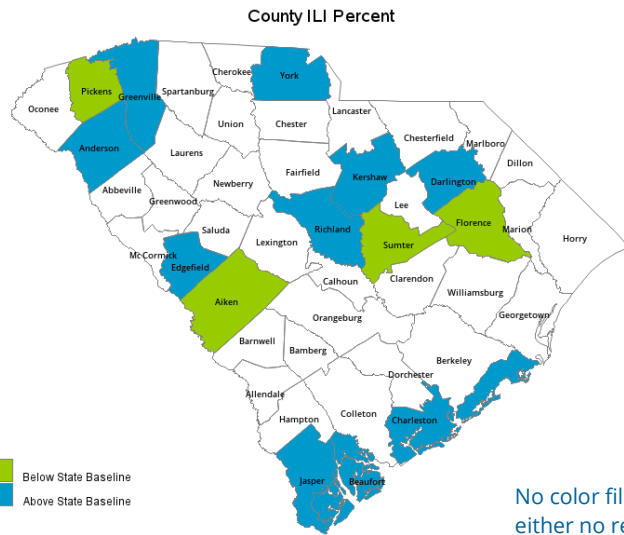 County ILI Percent
Cherokee
York
Pickens
Greenville
Spartanburg
Oconee
Union
Chester
Lancaster
Chesterfield
Marlboro
Anderson
Laurens
Fairfield
Kershaw
Darlington
Dillon
Abbeville
Greenwood
Newberry
Lee
Florence
Marion
Saluda
Lexington
Richland
Sumter
Horry
McCormick
Edgefield
Calhoun
Clarendon
Williamsburg
Aiken
Orangeburg
Georgetown
Barnwell
Bamberg
Berkeley
Dorchester
Allendale
Hampton
Colleton
Charleston
Jasper
Beaufort
Below State Baseline
Above State Baseline
No color fil
either no re